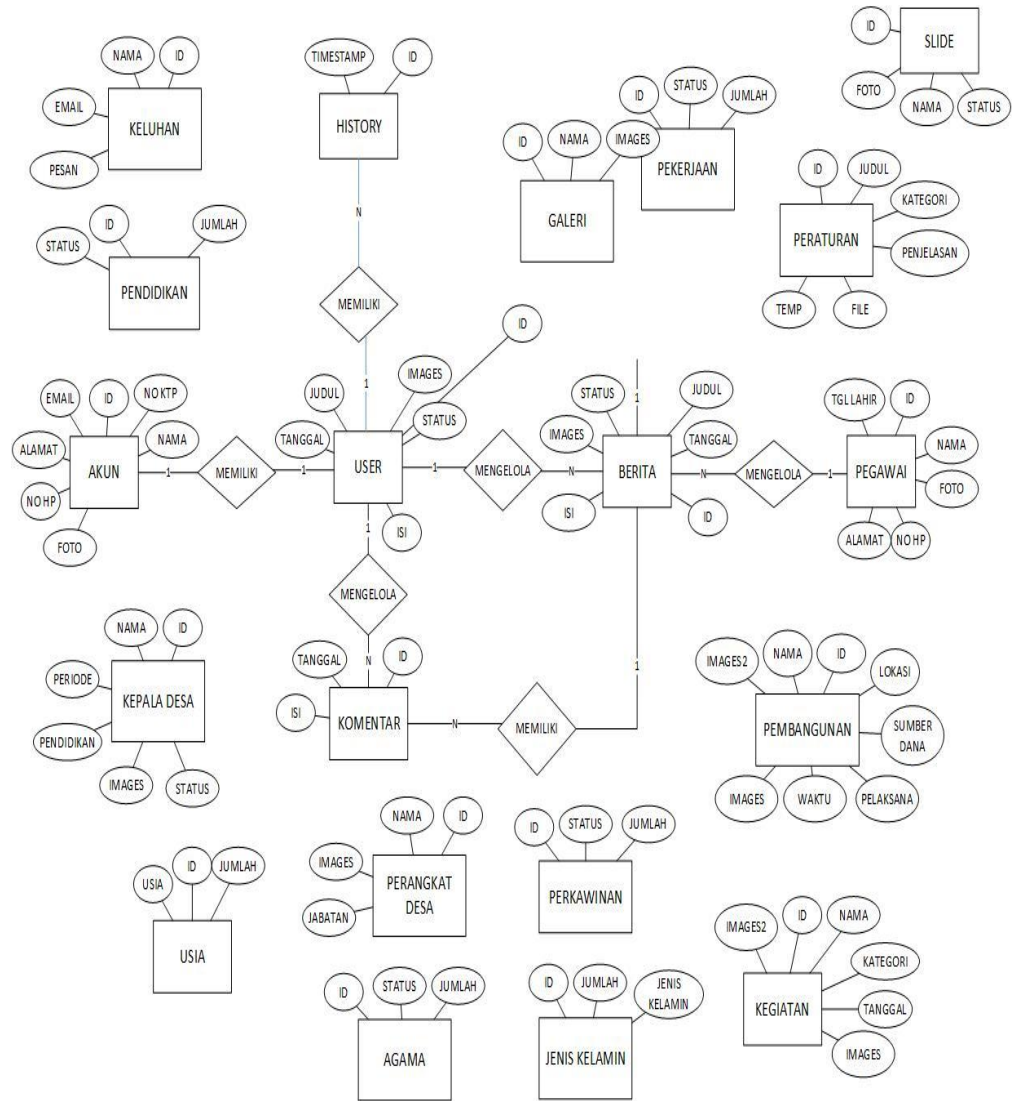 ID
SLIDE
FOTO
NAMA
STATUS
NAMA
ID
EMAIL
KELUHAN
PESAN
TIMESTAMP
ID
HISTORY
N
MEMILIKI
1
ID
STATUS
JUMLAH
PEKERJAAN
ID
NAMA
IMAGES
GALERI
ID
JUDUL
KATEGORI
PERATURAN
PENJELASAN
TEMP
FILE
STATUS
ID
JUMLAH
PENDIDIKAN
EMAIL
ID
NO KTP
ALAMAT
NAMA
AKUN
NO HP
FOTO
1
MEMILIKI
1
JUDUL
IMAGES
ID
TANGGAL
STATUS
USER
ISI
1
MENGELOLA
N
1
STATUS
JUDUL
IMAGES
TANGGAL
BERITA
ISI
ID
N
MENGELOLA
1
TGL LAHIR
ID
NAMA
PEGAWAI
FOTO
ALAMAT
NO HP
1
MENGELOLA
N
TANGGAL
ID
ISI
KOMENTAR
N
MEMILIKI
1
NAMA
ID
PERIODE
KEPALA DESA
PENDIDIKAN
IMAGES
STATUS
IMAGES2
NAMA
ID
LOKASI
PEMBANGUNAN
SUMBER
DANA
IMAGES
WAKTU
PELAKSANA
USIA
ID
JUMLAH
USIA
NAMA
ID
IMAGES
PERANGKAT
DESA
JABATAN
ID
STATUS
JUMLAH
PERKAWINAN
ID
STATUS
JUMLAH
AGAMA
ID
JUMLAH
JENIS
KELAMIN
JENIS KELAMIN
IMAGES2
ID
NAMA
KATEGORI
KEGIATAN
TANGGAL
IMAGES